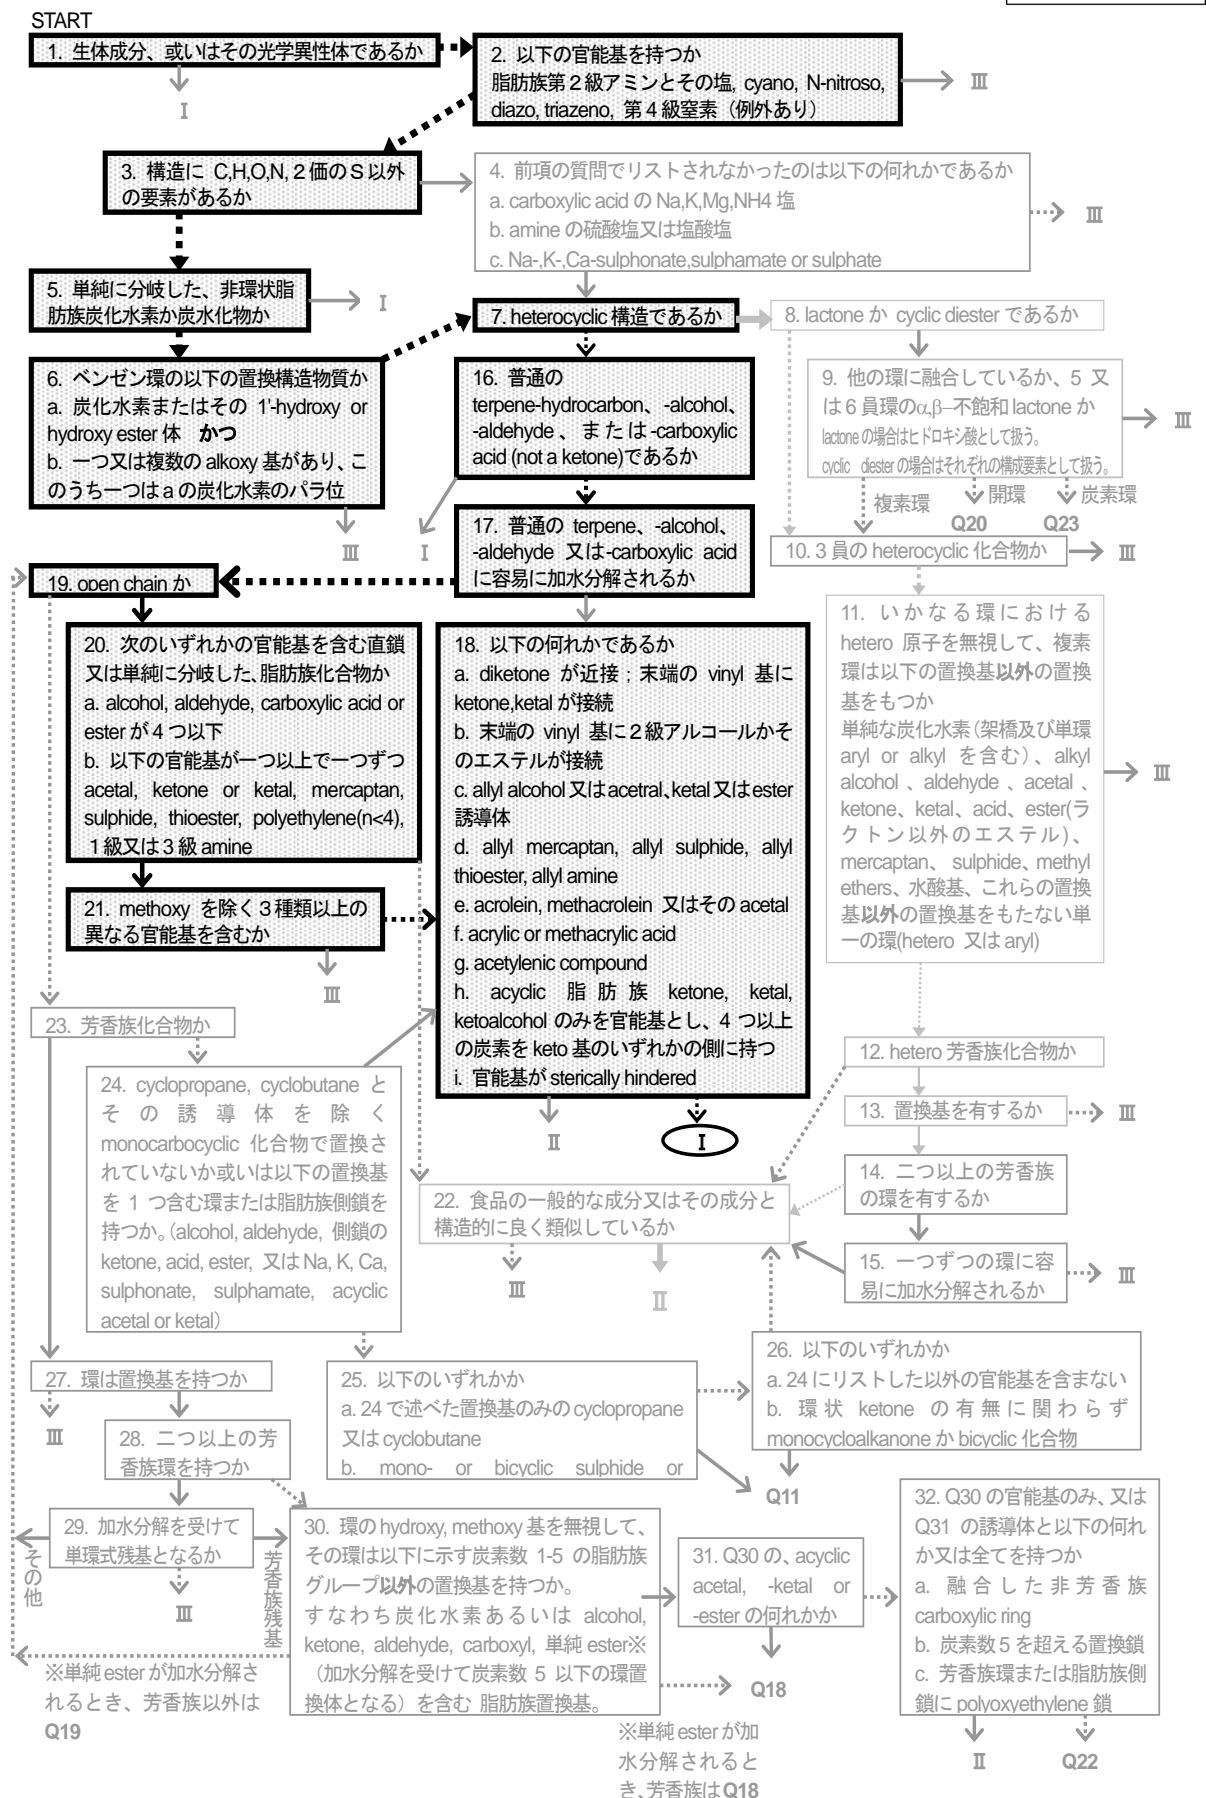 START
1. 生体成分、或いはその光学異性体であるか
I
2. 以下の官能基を持つか
脂肪族第２級アミンとその塩, cyano, N-nitroso,
diazo, triazeno, 第４級窒素（例外あり）
III
3. 構造に C,H,O,N, 2 価の S 以外
の要素があるか
4. 前項の質問でリストされなかったのは以下の何れかであるか
a. carboxylic acid の Na,K,Mg,NH4 塩
b. amine の硫酸塩又は塩酸塩
c. Na-,K-,Ca-sulphonate,sulphamate or sulphate
III
5. 単純に分岐した、非環状脂
肪族炭化水素か炭水化物か
I
6. ベンゼン環の以下の置換構造物質か
a. 炭化水素またはその 1'-hydroxy or
hydroxy ester 体　かつ
b. 一つ又は複数の alkoxy 基があり、こ
のうち一つは a の炭化水素のパラ位
III
7. heterocyclic 構造であるか
8. lactone か cyclic diester であるか
9. 他の環に融合しているか、5 又
は 6 員環のα,β−不飽和 lactone か
lactone の場合はヒドロキシ酸として扱う。
cyclic diester の場合はそれぞれの構成要素として扱う。
III
複素環
開環
炭素環
Q20
Q23
10. 3 員の heterocyclic 化合物か
III
11. いかなる環における
hetero 原子を無視して、複素
環は以下の置換基以外の置換
基をもつか
単純な炭化水素（架橋及び単環
aryl or alkyl を含む）、alkyl
alcohol 、aldehyde 、acetal 、
ketone、ketal、acid、ester(ラ
クトン以外のエステル)、
mercaptan、 sulphide、methyl
ethers、水酸基、これらの置換
基以外の置換基をもたない単
一の環(hetero 又は aryl)
III
12. hetero 芳香族化合物か
13. 置換基を有するか
III
14. 二つ以上の芳香族
の環を有するか
15. 一つずつの環に容
易に加水分解されるか
III
16. 普通の
terpene-hydrocarbon、-alcohol、
-aldehyde 、または-carboxylic
acid (not a ketone)であるか
I
17. 普通の terpene、-alcohol、
-aldehyde 又は-carboxylic acid
に容易に加水分解されるか
18. 以下の何れかであるか
a. diketone が近接；末端の vinyl 基に
ketone,ketal が接続
b. 末端の vinyl 基に２級アルコールかそ
のエステルが接続
c. allyl alcohol 又は acetral、ketal 又は ester
誘導体
d. allyl mercaptan, allyl sulphide, allyl
thioester, allyl amine
e. acrolein, methacrolein 又はその acetal
f. acrylic or methacrylic acid
g. acetylenic compound
h. acyclic 脂肪族 ketone, ketal,
ketoalcohol のみを官能基とし、4 つ以上
の炭素を keto 基のいずれかの側に持つ
i. 官能基が sterically hindered
II
I
19. open chain か
20. 次のいずれかの官能基を含む直鎖
又は単純に分岐した、脂肪族化合物か
a. alcohol, aldehyde, carboxylic acid or
ester が 4 つ以下
b. 以下の官能基が一つ以上で一つずつ
acetal, ketone or ketal, mercaptan,
sulphide, thioester, polyethylene(n<4),
１級又は３級 amine
21. methoxy を除く３種類以上の
異なる官能基を含むか
III
22. 食品の一般的な成分又はその成分と
構造的に良く類似しているか
III
II
23. 芳香族化合物か
24. cyclopropane, cyclobutane と
その誘導体を除く
monocarbocyclic 化合物で置換さ
れていないか或いは以下の置換基
を 1 つ含む環または脂肪族側鎖を
持つか。（alcohol, aldehyde, 側鎖の
ketone, acid, ester, 又は Na, K, Ca,
sulphonate, sulphamate, acyclic
acetal or ketal）
25. 以下のいずれかか
a. 24 で述べた置換基のみの cyclopropane
又は cyclobutane
b. mono- or bicyclic sulphide or
Q11
26. 以下のいずれかか
a. 24 にリストした以外の官能基を含まない
b. 環状 ketone の有無に関わらず
monocycloalkanone か bicyclic 化合物
27. 環は置換基を持つか
III
28. 二つ以上の芳
香族環を持つか
29. 加水分解を受けて
単環式残基となるか
その他
芳香族残基
III
30. 環の hydroxy, methoxy 基を無視して、
その環は以下に示す炭素数 1-5 の脂肪族
グループ以外の置換基を持つか。
すなわち炭化水素あるいは alcohol,
ketone, aldehyde, carboxyl, 単純 ester※
（加水分解を受けて炭素数 5 以下の環置
換体となる）を含む 脂肪族置換基。
31. Q30 の、acyclic
acetal, -ketal or
-ester の何れかか
Q18
32. Q30 の官能基のみ、又は
Q31 の誘導体と以下の何れ
か又は全てを持つか
a. 融合した非芳香族
carboxylic ring
b. 炭素数 5 を超える置換鎖
c. 芳香族環または脂肪族側
鎖に polyoxyethylene 鎖
II
Q22
※単純 ester が加水分解さ
れるとき、芳香族以外は
Q19
※単純 ester が加
水分解されると
き、芳香族は Q18